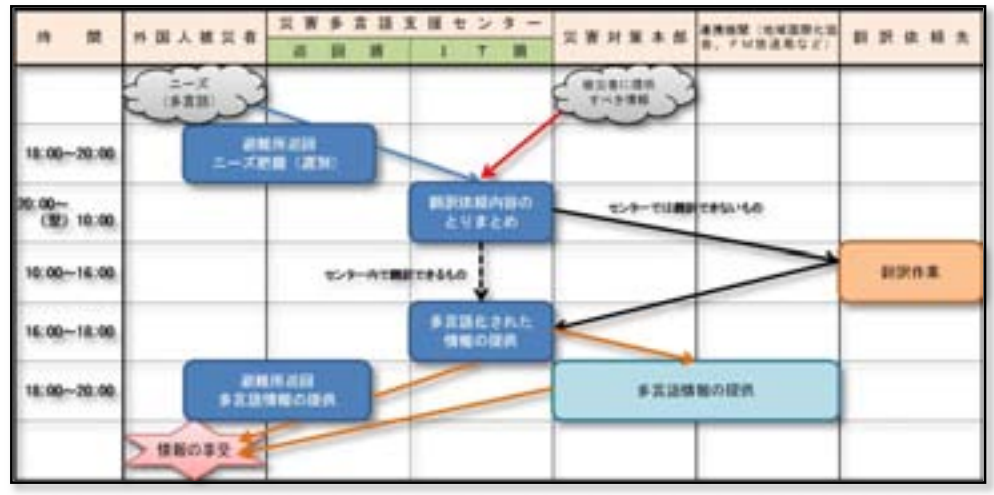 時 間
外国人被災者
災害多言語支援センター
巡回班
IT班
災害対策本部
連携機関(地域国際化協
会、FM放送局など)
翻訳依頼先
ニーズ
(多言語)
被災者に提供
すべき情報
18:00~20:00
避難所巡回
ニーズ把握(選別)
20:00~
(翌) 10:00
翻訳依頼内容の
とりまとめ
センターでは翻訳できないもの
10:00~16:00
センター内で翻訳できるもの
翻訳作業
16:00~18:00
多言語化された
情報の提供
18:00~20:00
避難所巡回
多言語情報の提供
多言語情報の提供
情報の享受